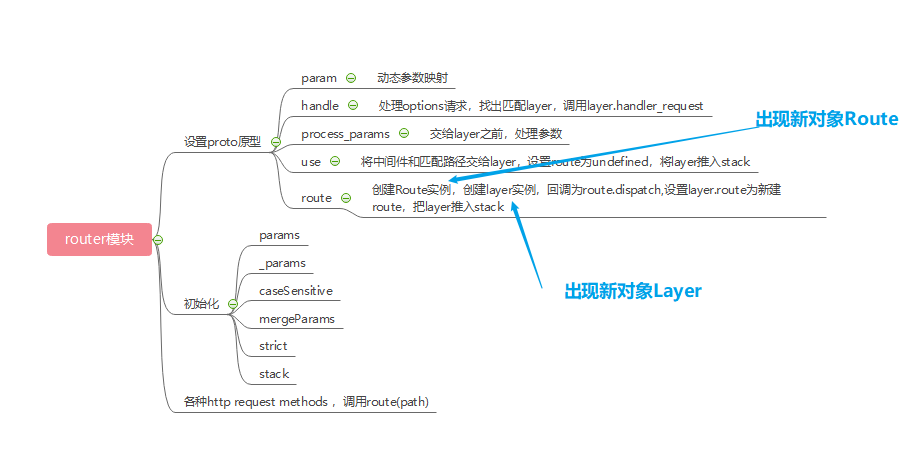 router模块
设置proto原型
param
动态参数映射
handle
处理options请求，找出匹配layer，调用layer.handler_request
process_params
交给layer之前，处理参数
use
将中间件和匹配路径交给layer，设置route为undefined，将layer推入stack
route
创建Route实例，创建layer实例，回调为route.dispatch,设置layer.route为新建
route，把layer推入stack
出现新对象Route
出现新对象Layer
初始化
params
_params
caseSensitive
mergeParams
strict
stack
各种http request methods ，调用route(path)